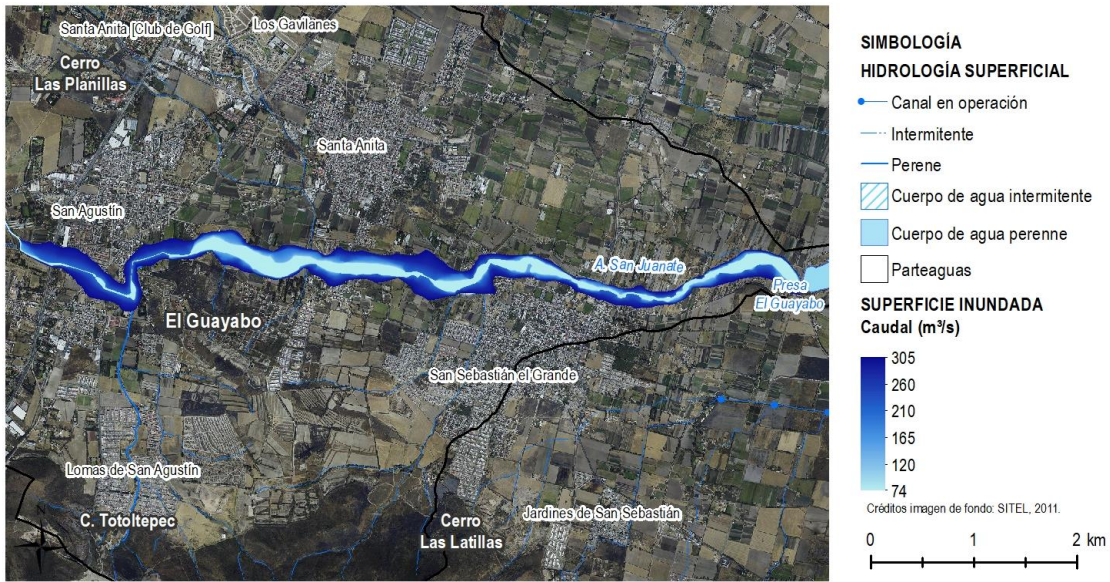 Santa Anita [Club de Golf]
Los Gavilanes
Cerro
Las Planillas
Santa Anita
San Agustín
A. San Juanate
Presa
El Guayabo
El Guayabo
San Sebastián el Grande
Lomas de San Agustín
C. Totoltepec
Cerro
Las Latillas
Jardines de San Sebastián
SIMBOLOGÍA
HIDROLOGÍA SUPERFICIAL
Canal en operación
Intermitente
Perene
Cuerpo de agua intermitente
Cuerpo de agua perenne
Parteaguas
SUPERFICIE INUNDADA
Caudal (m³/s)
305
260
210
165
120
74
Créditos imagen de fondo: SITEL, 2011.
0 1 2 km